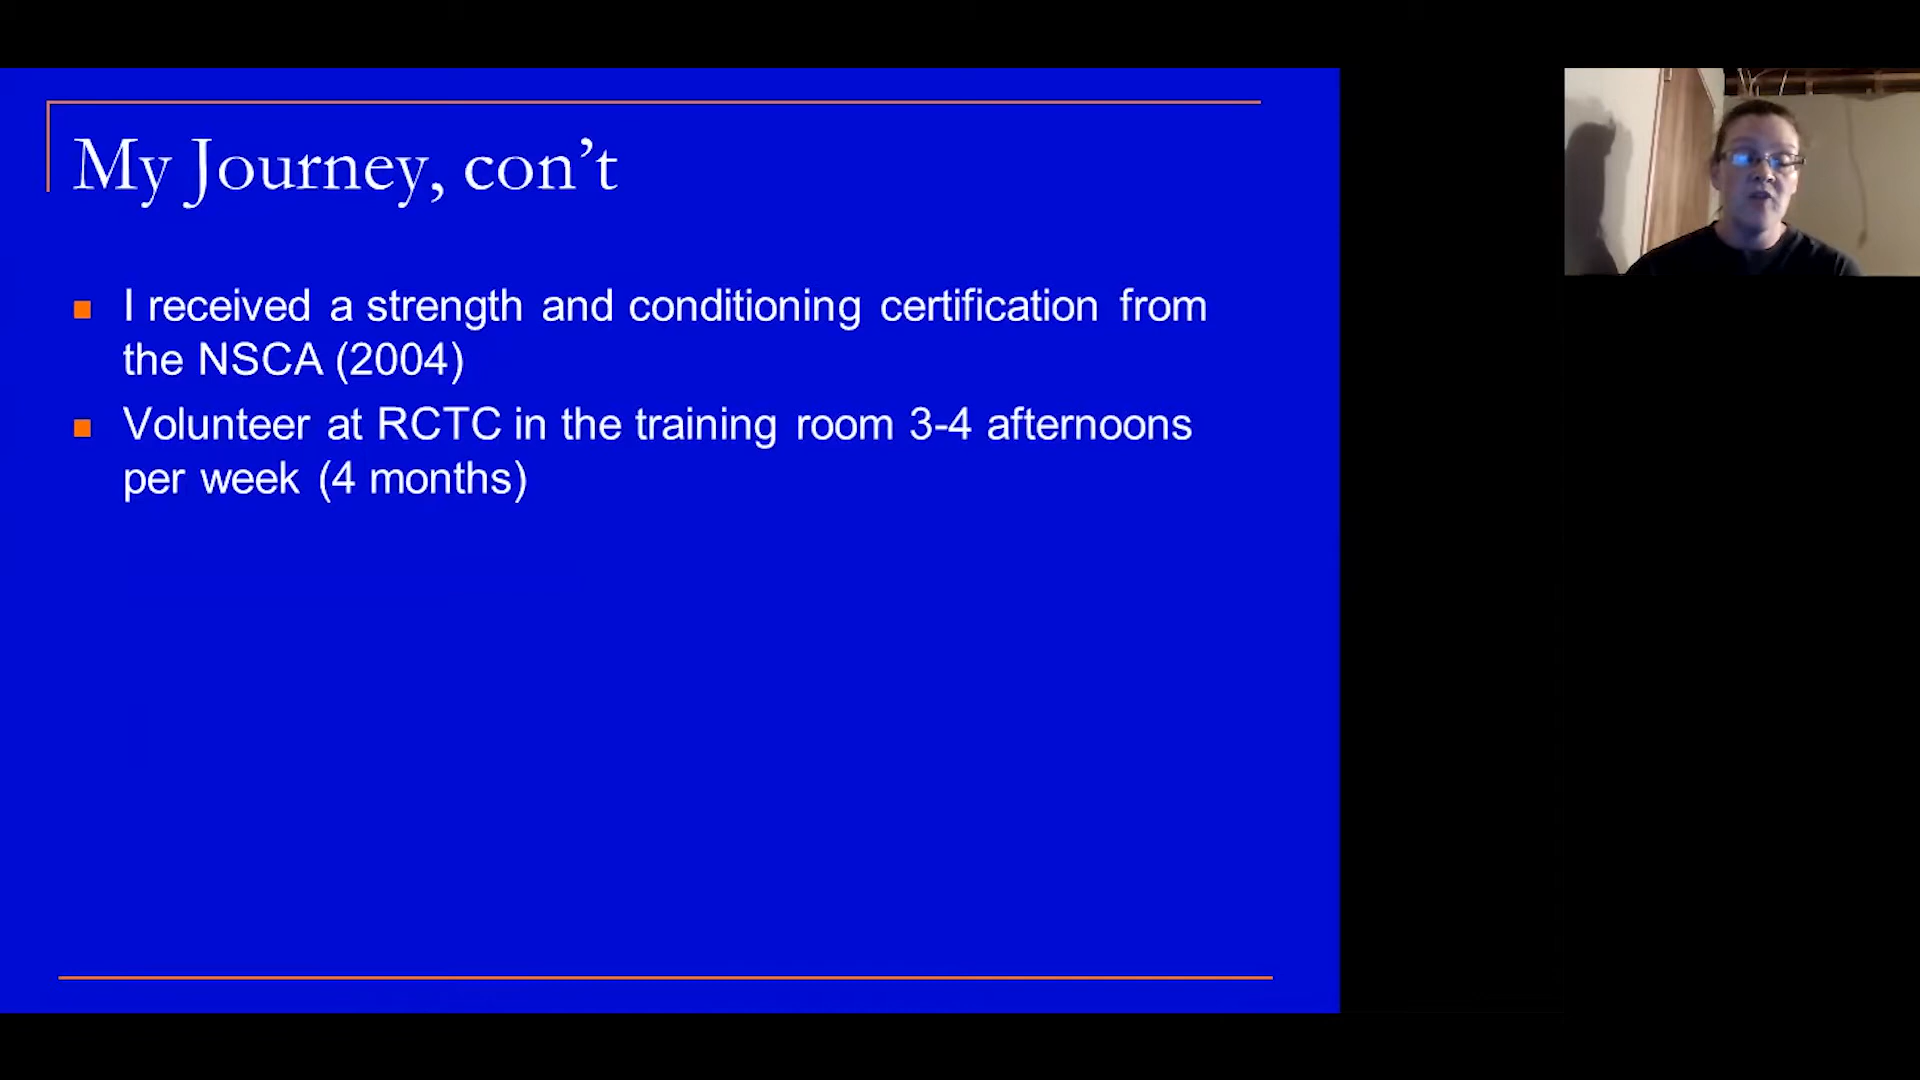 My Journey, con’t
I received a strength and conditioning certification from
the NSCA (2004)
Volunteer at RCTC in the training room 3-4 afternoons
per week (4 months)